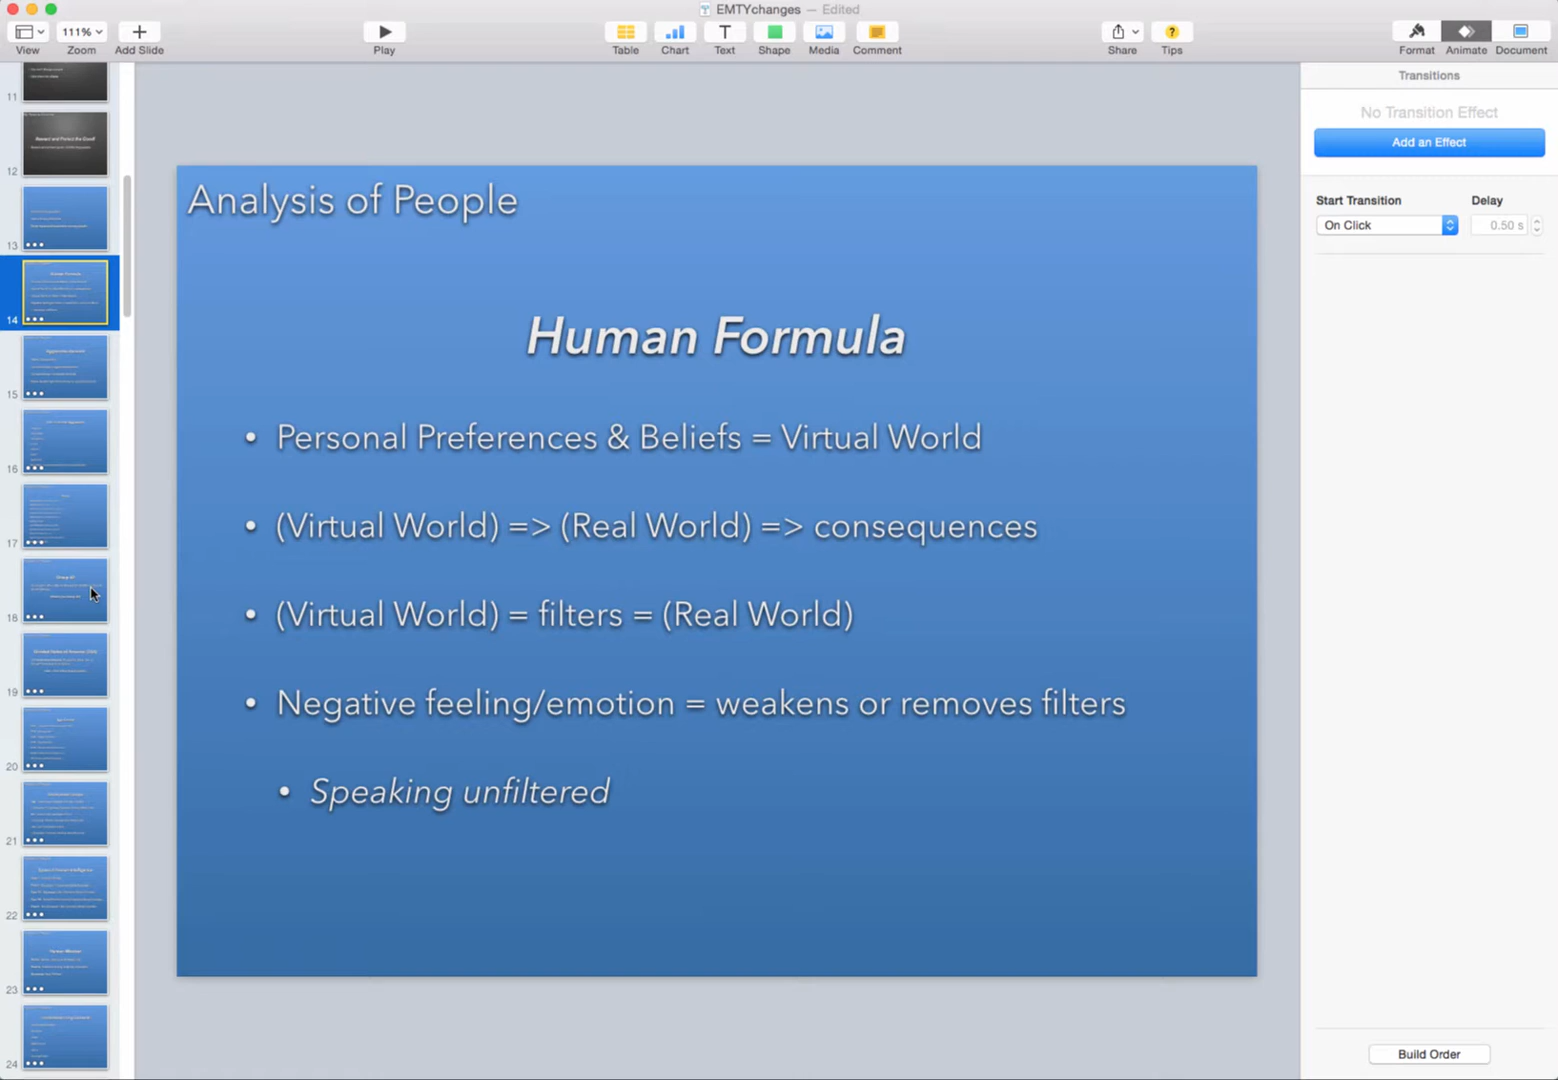 EMTYchanges — Edited
View
111%
Zoom
Add Slide
Play
Table
Chart
Text
Shape
Media
Comment
Share
Tips
Format
Animate
Document
Transitions
No Transition Effect
Add an Effect
Start Transition
Delay
On Click
0.50 s
Build Order
11
12
13
14
15
16
17
18
19
20
21
22
23
24
Analysis of People
Human Formula
• Personal Preferences & Beliefs = Virtual World
• (Virtual World) => (Real World) => consequences
• (Virtual World) = filters = (Real World)
• Negative feeling/emotion = weakens or removes filters
• Speaking unfiltered